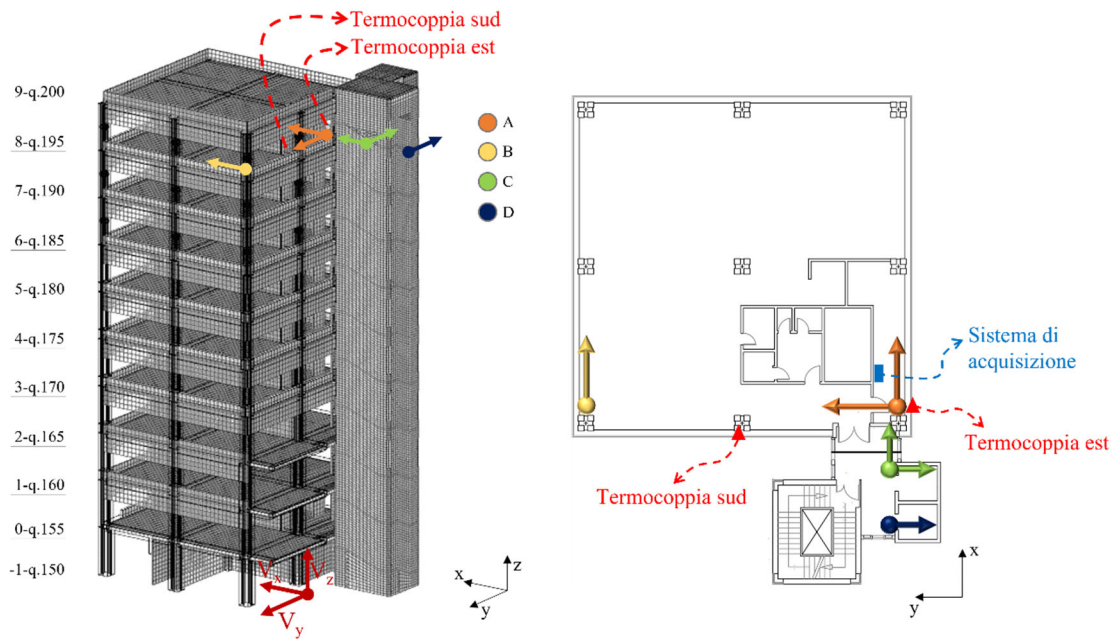 Termocoppia sud
Termocoppia est
9-q.200
8-q.195
7-q.190
6-q.185
5-q.180
4-q.175
3-q.170
2-q.165
1-q.160
0-q.155
-1-q.150
A
B
C
D
Vx
Vz
Vy
x
y
z
Sistema di
acquisizione
Termocoppia est
Termocoppia sud
x
y